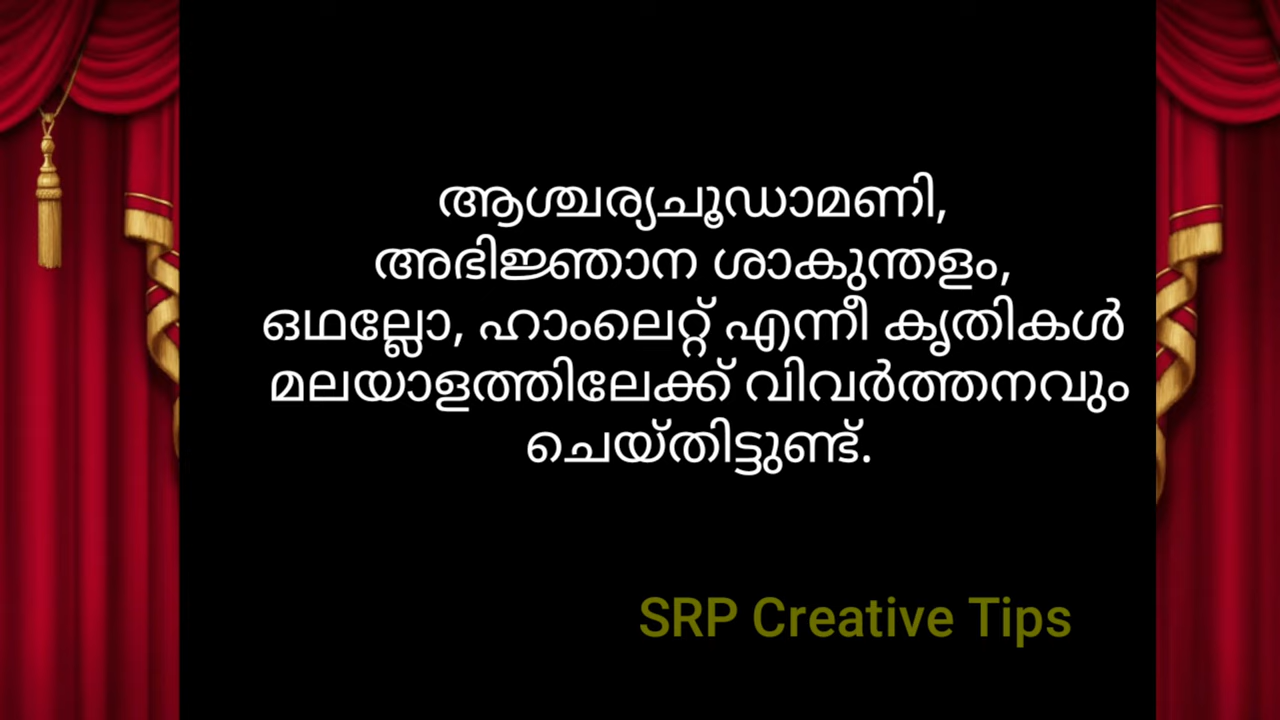 ആശ്ചര്യചൂഡാമണി,
അഭിജ്ഞാന ശാകുന്തളം,
ഒഥല്ലോ, ഹാംലെറ്റ് എന്നീ കൃതികൾ
മലയാളത്തിലേക്ക് വിവർത്തനവും
ചെയ്തിട്ടുണ്ട്.
SRP Creative Tips